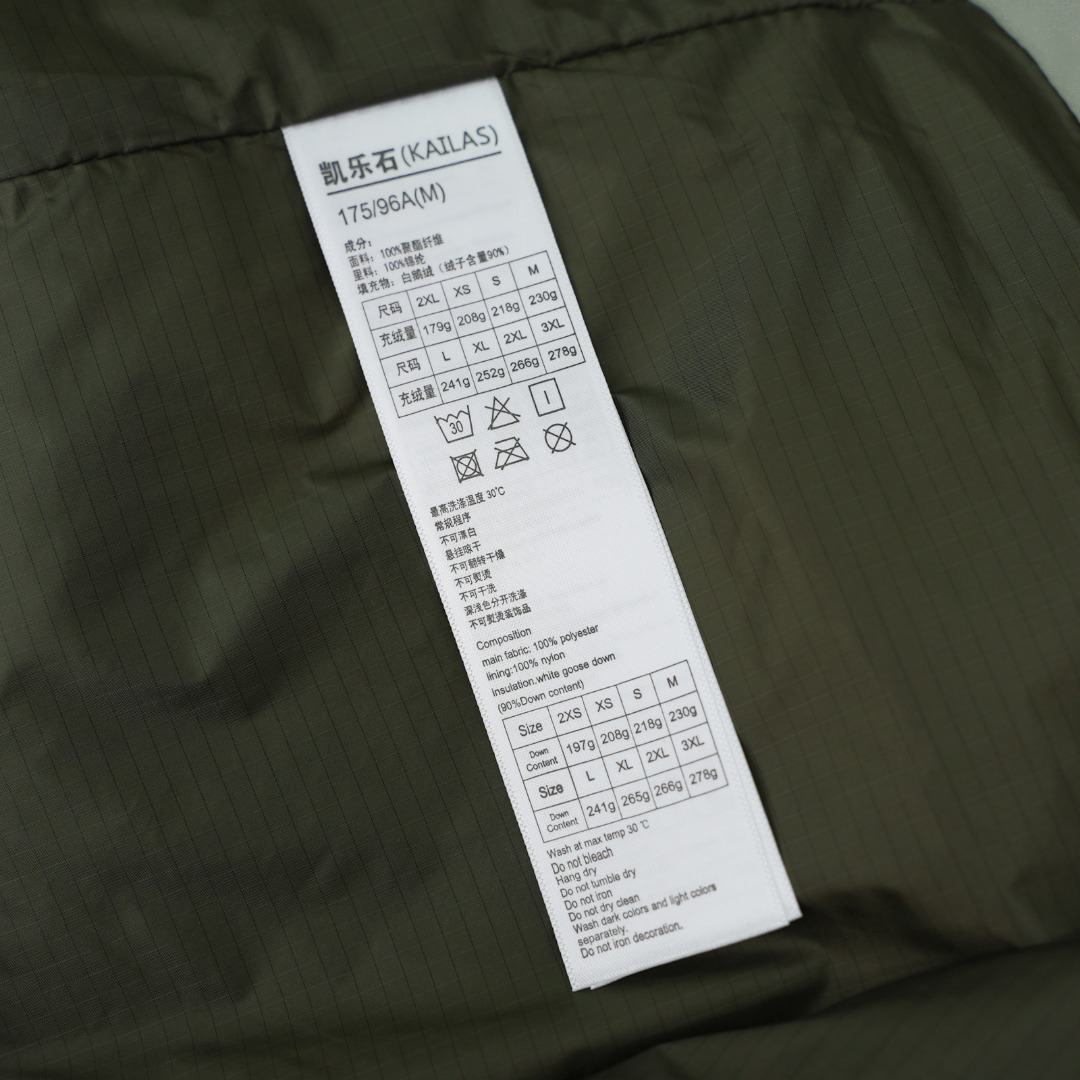 凯乐石(KAILAS)
175/96A(M)
成分：
面料：100%聚酯纤维
里料：100%锦纶
填充物：白鹅绒（绒子含量90%）
尺码 2XL XS S M
充绒量 179g 208g 218g 230g
尺码 L XL 2XL 3XL
充绒量 241g 252g 266g 278g
30
最高洗涤温度 30℃
常规程序
不可漂白
悬挂晾干
不可翻转干燥
不可熨烫
不可干洗
深浅色分开洗涤
不可熨烫装饰品
Composition
main fabric: 100% polyester
lining:100% nylon
Insulation.white goose down
(90%Down content)
Size 2XS XS S M
Down Content 197g 208g 218g 230g
Size L XL 2XL 3XL
Down Content 241g 265g 266g 278g
Wash at max temp 30 ℃
Do not bleach
Hang dry
Do not tumble dry
Do not iron
Do not dry clean
Wash dark colors and light colors
separately.
Do not iron decoration.